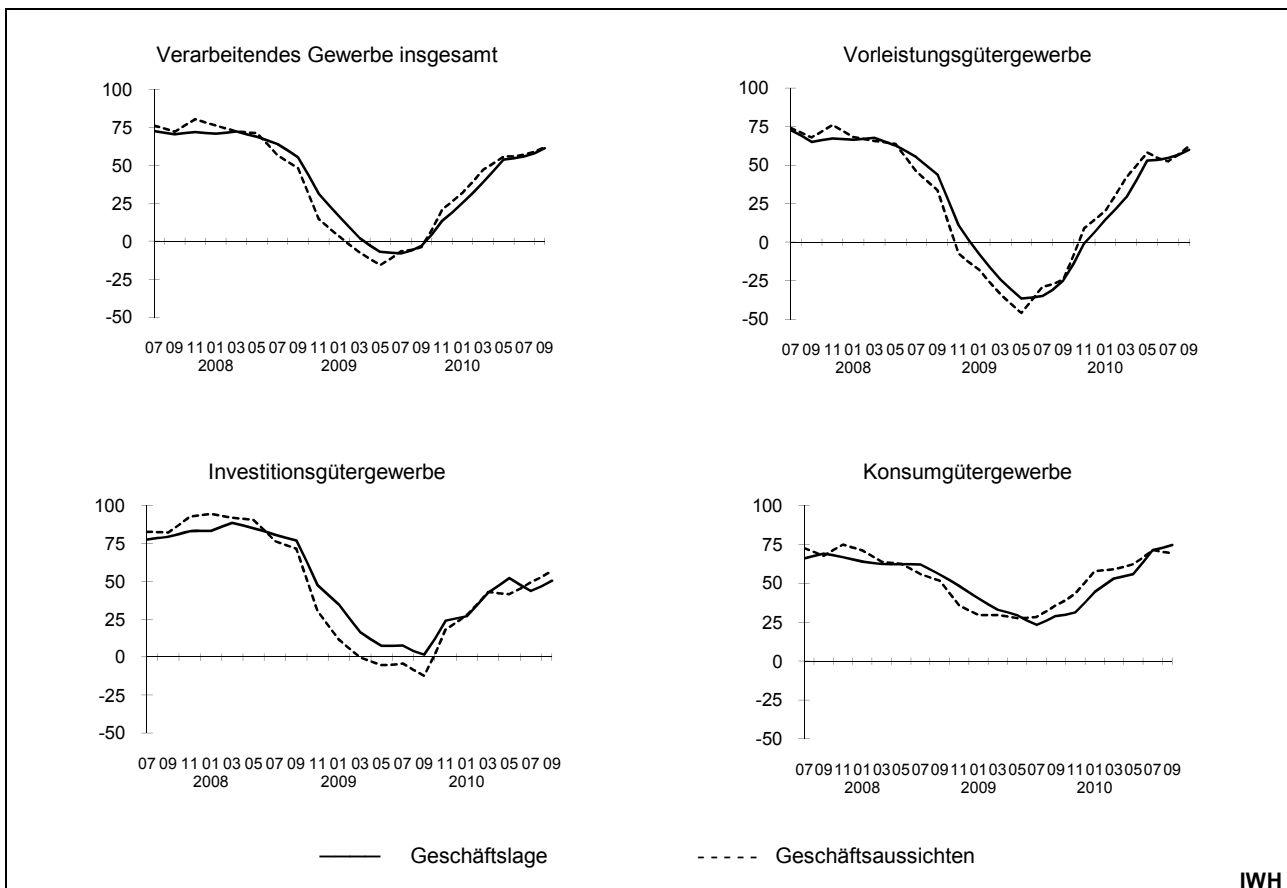 Verarbeitendes Gewerbe insgesamt
100
75
50
25
0
-25
-50
07 09 11 01 03 05 07 09 11 01 03 05 07 09 11 01 03 05 07 09
2008 2009 2010
Vorleistungsgütergewerbe
100
75
50
25
0
-25
-50
07 09 11 01 03 05 07 09 11 01 03 05 07 09 11 01 03 05 07 09
2008 2009 2010
Investitionsgütergewerbe
100
75
50
25
0
-25
-50
07 09 11 01 03 05 07 09 11 01 03 05 07 09 11 01 03 05 07 09
2008 2009 2010
Konsumgütergewerbe
100
75
50
25
0
-25
-50
07 09 11 01 03 05 07 09 11 01 03 05 07 09 11 01 03 05 07 09
2008 2009 2010
Geschäftslage Geschäftsaussichten
IWH